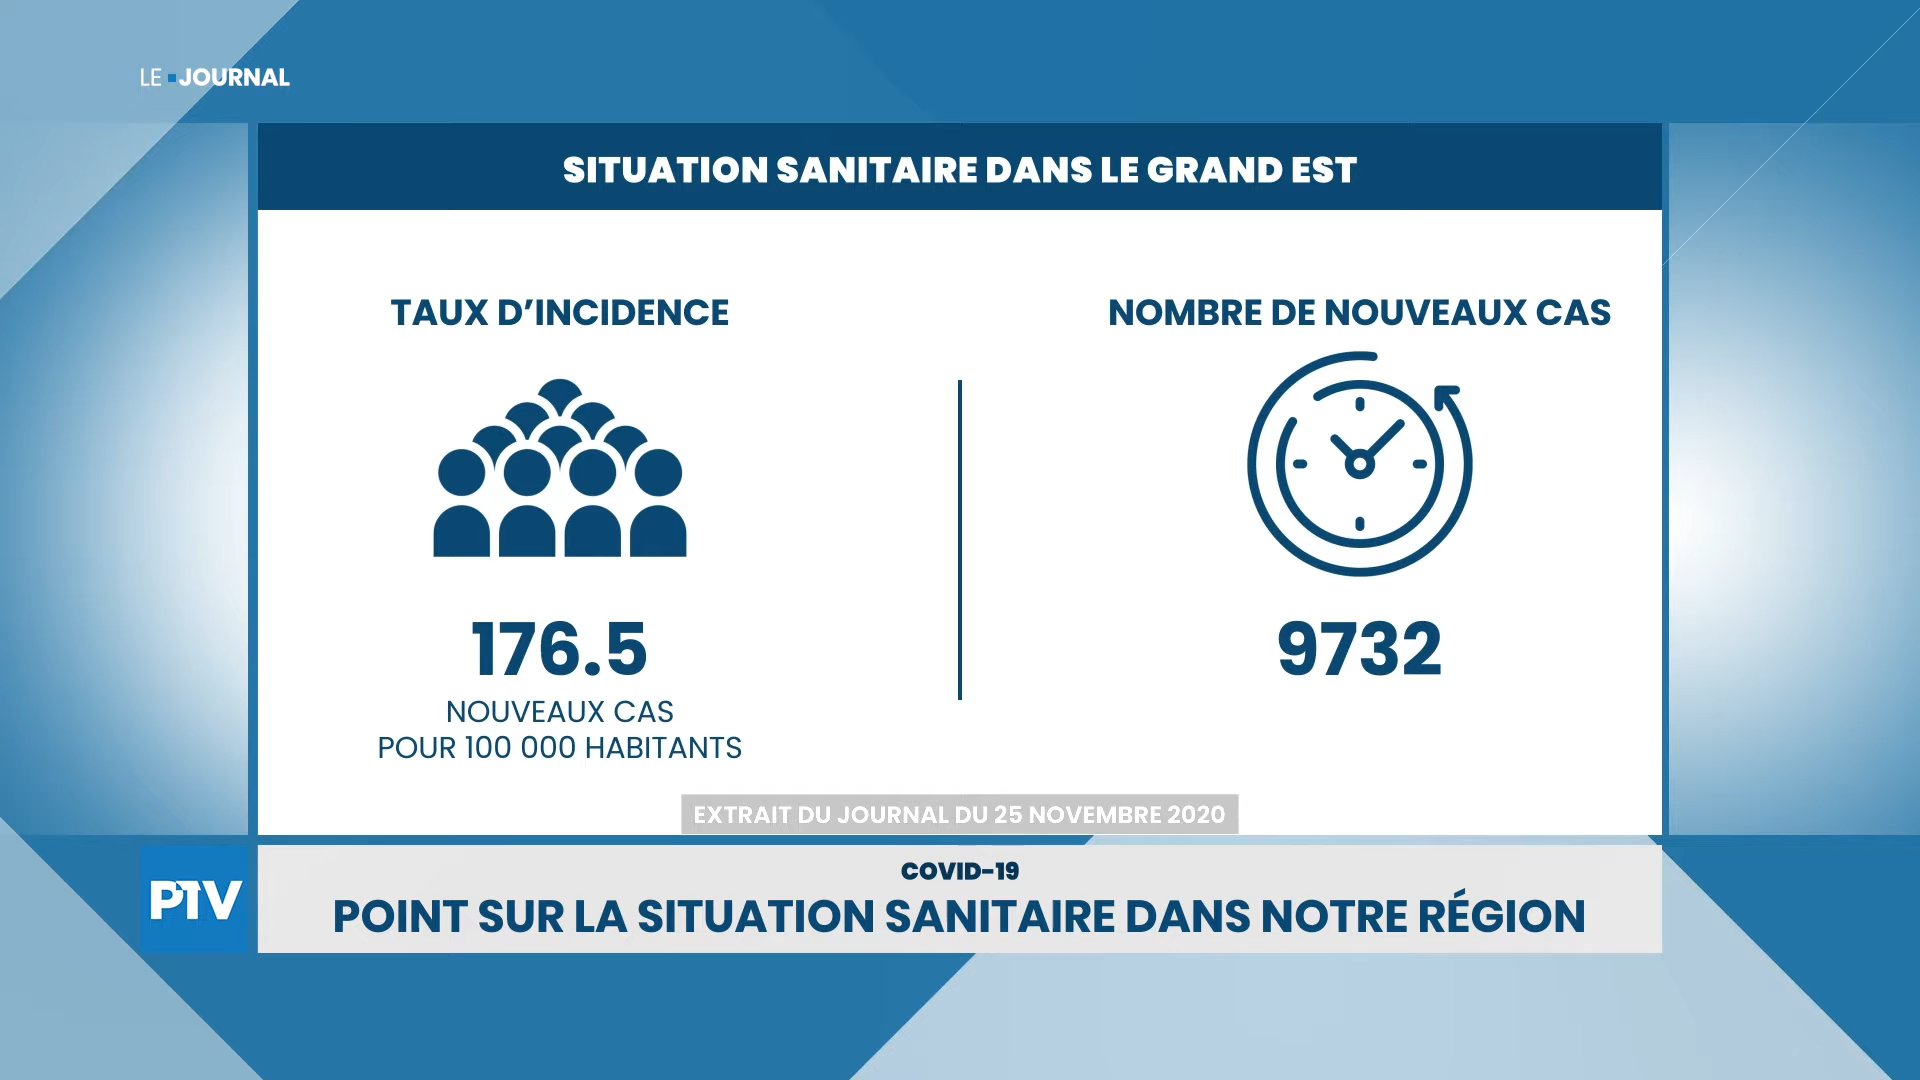 LE JOURNAL
SITUATION SANITAIRE DANS LE GRAND EST
TAUX D’INCIDENCE
176.5
NOUVEAUX CAS
POUR 100 000 HABITANTS
NOMBRE DE NOUVEAUX CAS
9732
EXTRAIT DU JOURNAL DU 25 NOVEMBRE 2020
COVID-19
POINT SUR LA SITUATION SANITAIRE DANS NOTRE RÉGION
PTV